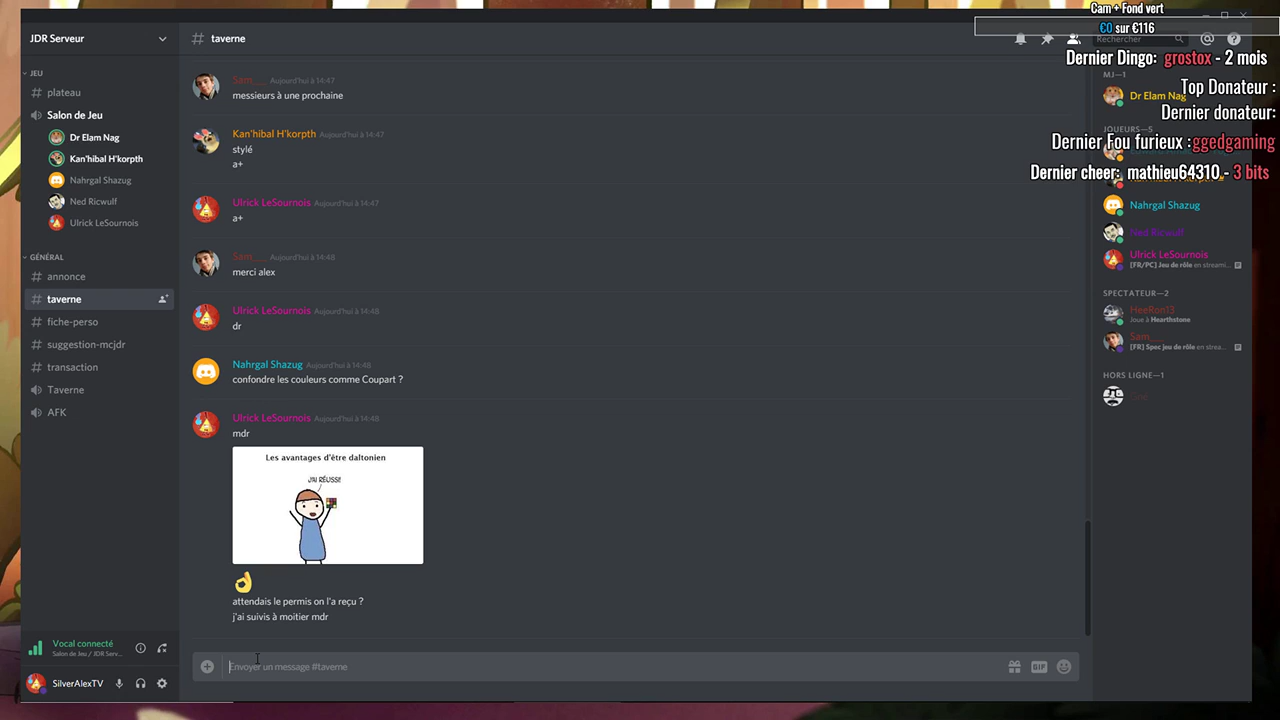 Cam + Fond vert
€0 sur €116
JDR Serveur
# taverne
Rechercher
Dernier Dingo: grostox - 2 mois
Top Donateur :
Dernier donateur:
Dernier Fou furieux :ggedgaming
Dernier cheer: mathieu64310 - 3 bits
JEU
# plateau
Salon de Jeu
Dr Elam Nag
Kan'hibal H'korpth
Nahrgal Shazug
Ned Ricwulf
Ulrick LeSournois
GÉNÉRAL
# annonce
# taverne
# fiche-perso
# suggestion-mcjdr
# transaction
Taverne
AFK
Vocal connecté
Salon de Jeu / JDR Serv...
SilverAlexTV
Sam___ Aujourd'hui à 14:47
messieurs à une prochaine
Kan'hibal H'korpth Aujourd'hui à 14:47
stylé
a+
Ulrick LeSournois Aujourd'hui à 14:47
a+
Sam___ Aujourd'hui à 14:48
merci alex
Ulrick LeSournois Aujourd'hui à 14:48
dr
Nahrgal Shazug Aujourd'hui à 14:48
confondre les couleurs comme Coupart ?
Ulrick LeSournois Aujourd'hui à 14:48
mdr
Les avantages d'être daltonien
J'AI RÉUSSI!
attendais le permis on l'a reçu ?
j'ai suivis à moitier mdr
Envoyer un message #taverne
GIF
MJ—1
Dr Elam Nag
JOUEURS—5
Nahrgal Shazug
Ned Ricwulf
Ulrick LeSournois
[FR/PC] Jeu de rôle en streami...
SPECTATEUR—2
HeeRon13
Joue à Hearthstone
Sam___
[FR] Spec jeu de rôle en strea...
HORS LIGNE—1